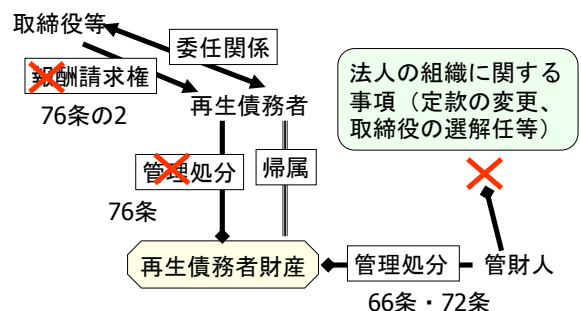 取締役等
委任関係
報酬請求権
76条の2
再生債務者
法人の組織に関する
事項（定款の変更、
取締役の選解任等）
管理処分
帰属
76条
再生債務者財産
管理処分
管財人
66条・72条